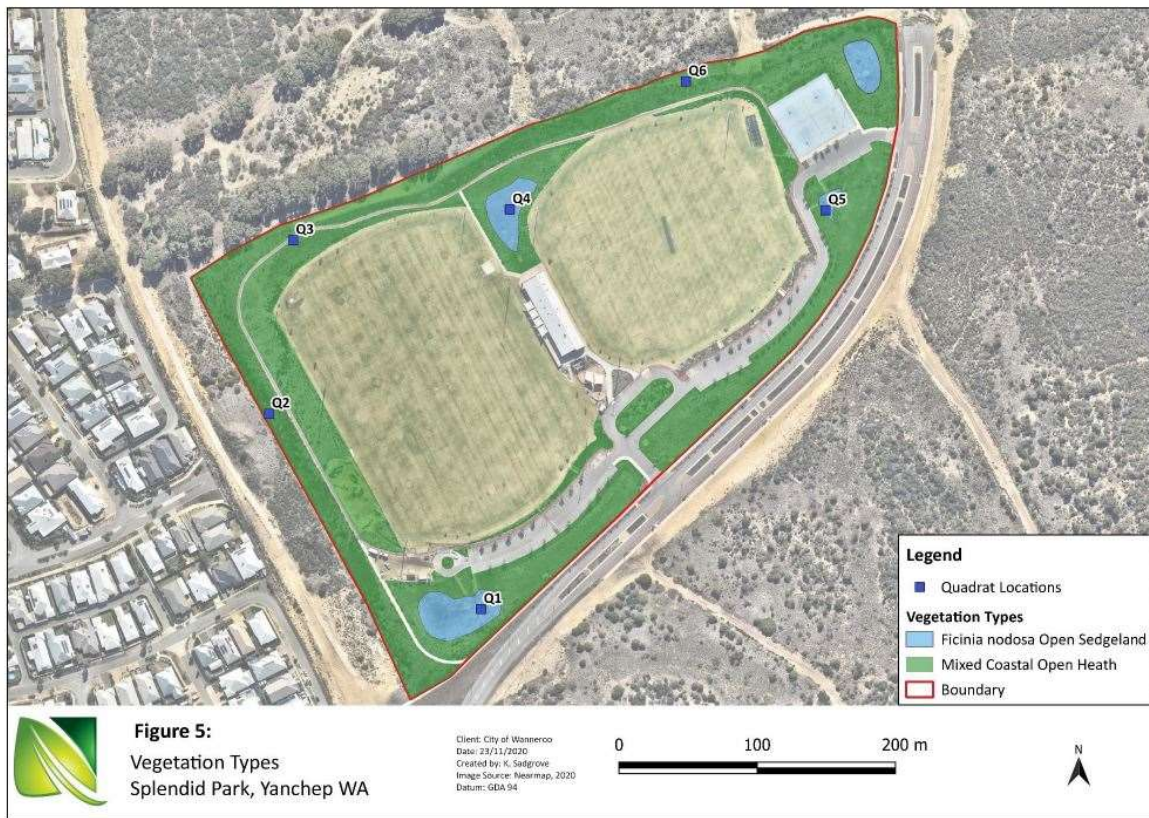 Q6
Q4
Q5
Q3
Q2
Q1
Legend
Quadrat Locations
Vegetation Types
Ficinia nodosa Open Sedgeland
Mixed Coastal Open Heath
Boundary
Figure 5:
Vegetation Types
Splendid Park, Yanchep WA
Client: City of Wanneroo
Date: 23/11/2020
Created by: K. Sadgrove
Image Source: Nearmap, 2020
Datum: GDA 94
0 100 200 m
N